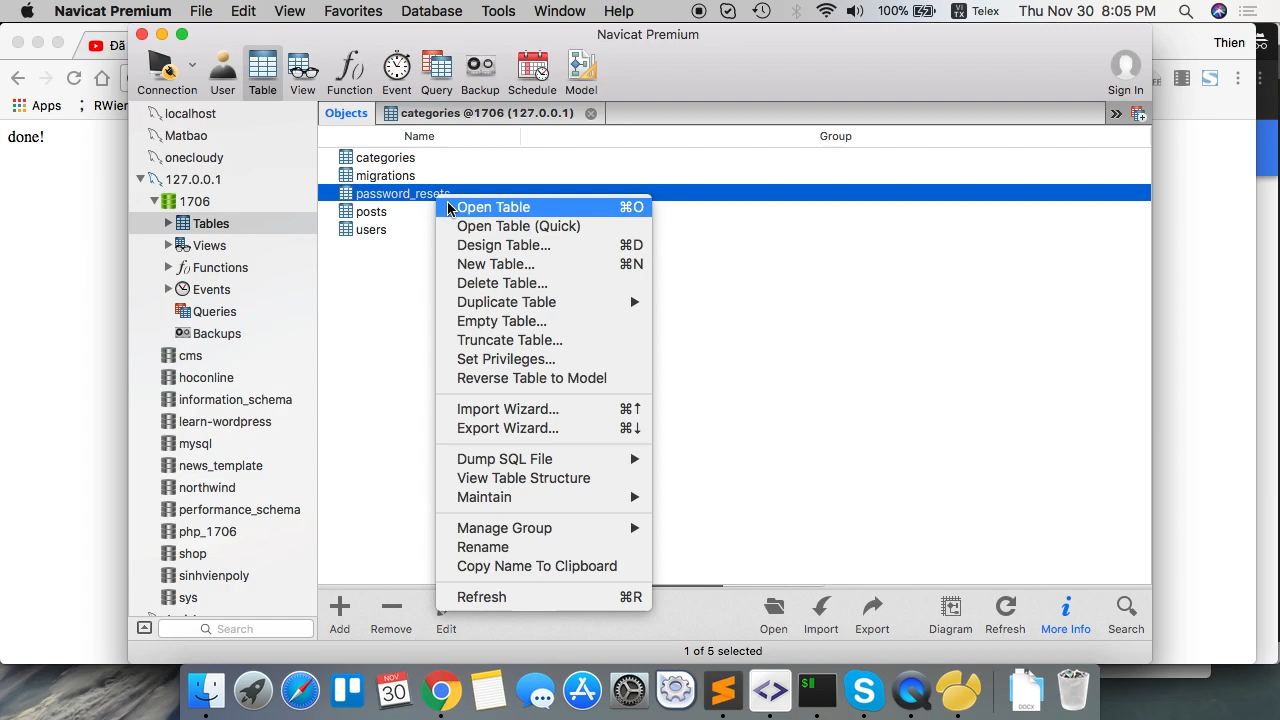 Navicat Premium File Edit View Favorites Database Tools Window Help 100% VI TX Telex Thu Nov 30 8:05 PM
Navicat Premium
Đã
Thien
Connection User Table View Function Event Query Backup Schedule Model Sign In
Apps RWier
done!
localhost
Matbao
onecloudy
127.0.0.1
1706
Tables
Views
Functions
Events
Queries
Backups
cms
hoconline
information_schema
learn-wordpress
mysql
news_template
northwind
performance_schema
php_1706
shop
sinhvienpoly
sys
Search
Objects categories @1706 (127.0.0.1)
Name Group
categories
migrations
password_resets
posts
users
Open Table ⌘O
Open Table (Quick)
Design Table... ⌘D
New Table... ⌘N
Delete Table...
Duplicate Table
Empty Table...
Truncate Table...
Set Privileges...
Reverse Table to Model
Import Wizard... ⌘↑
Export Wizard... ⌘↓
Dump SQL File
View Table Structure
Maintain
Manage Group
Rename
Copy Name To Clipboard
Refresh ⌘R
Add Remove Edit Open Import Export Diagram Refresh More Info Search
1 of 5 selected
NOV
30
$
DOCX